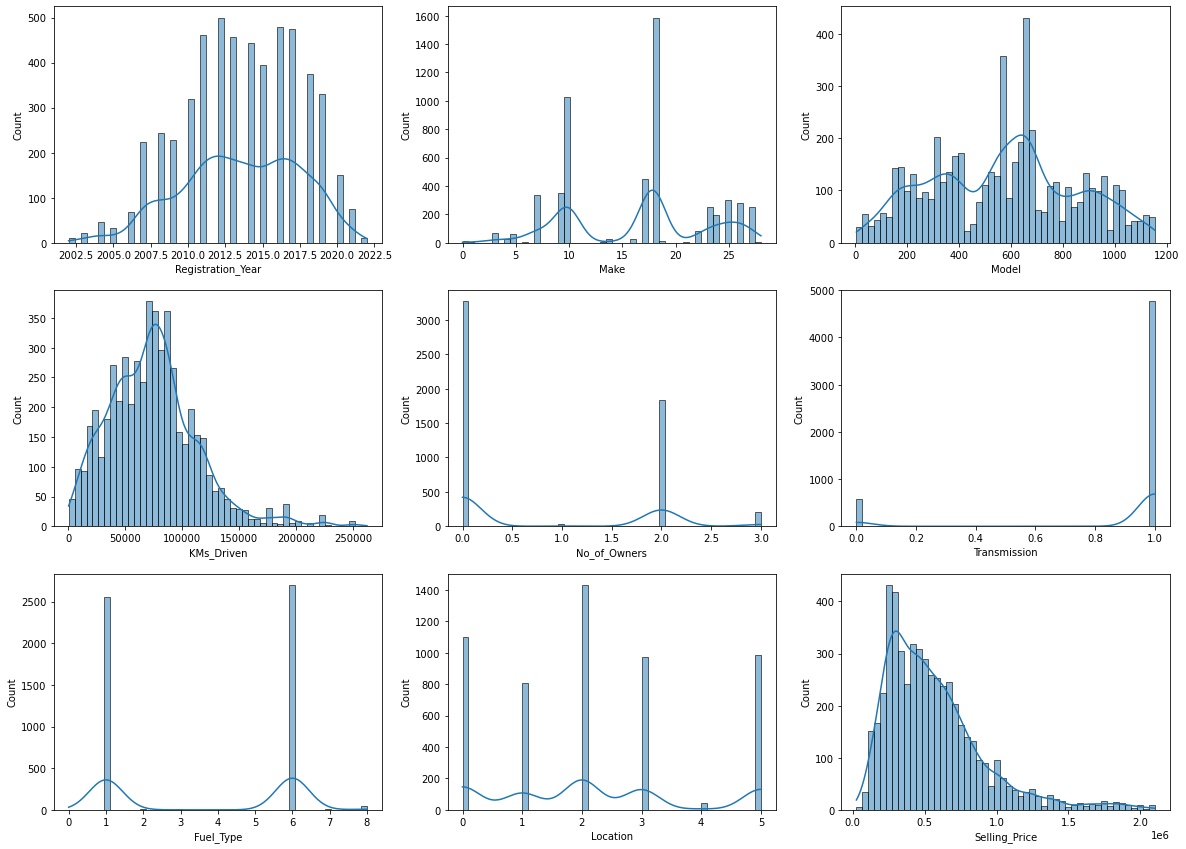 500
400
300
200
100
0
Count
2002.5 2005.0 2007.5 2010.0 2012.5 2015.0 2017.5 2020.0 2022.5
Registration_Year
1600
1400
1200
1000
800
600
400
200
0
Count
0 5 10 15 20 25
Make
400
300
200
100
0
Count
0 200 400 600 800 1000 1200
Model
350
300
250
200
150
100
50
0
Count
0 50000 100000 150000 200000 250000
KMs_Driven
3000
2500
2000
1500
1000
500
0
Count
0.0 0.5 1.0 1.5 2.0 2.5 3.0
No_of_Owners
5000
4000
3000
2000
1000
0
Count
0.0 0.2 0.4 0.6 0.8 1.0
Transmission
2500
2000
1500
1000
500
0
Count
0 1 2 3 4 5 6 7 8
Fuel_Type
1400
1200
1000
800
600
400
200
0
Count
0 1 2 3 4 5
Location
400
300
200
100
0
Count
0.0 0.5 1.0 1.5 2.0
1e6
Selling_Price